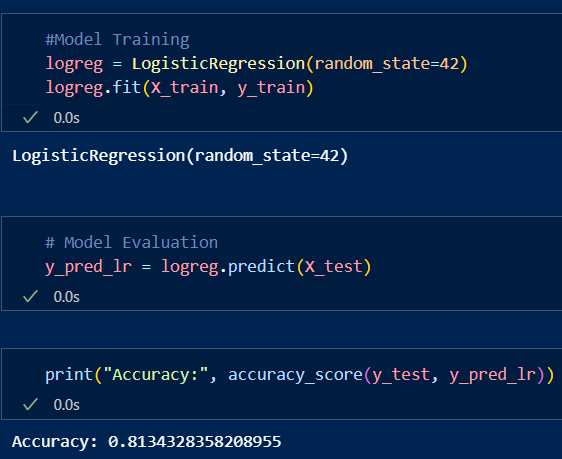 #Model Training
logreg = LogisticRegression(random_state=42)
logreg.fit(X_train, y_train)
0.0s
LogisticRegression(random_state=42)
# Model Evaluation
y_pred_lr = logreg.predict(X_test)
0.0s
print("Accuracy:", accuracy_score(y_test, y_pred_lr))
0.0s
Accuracy: 0.8134328358208955